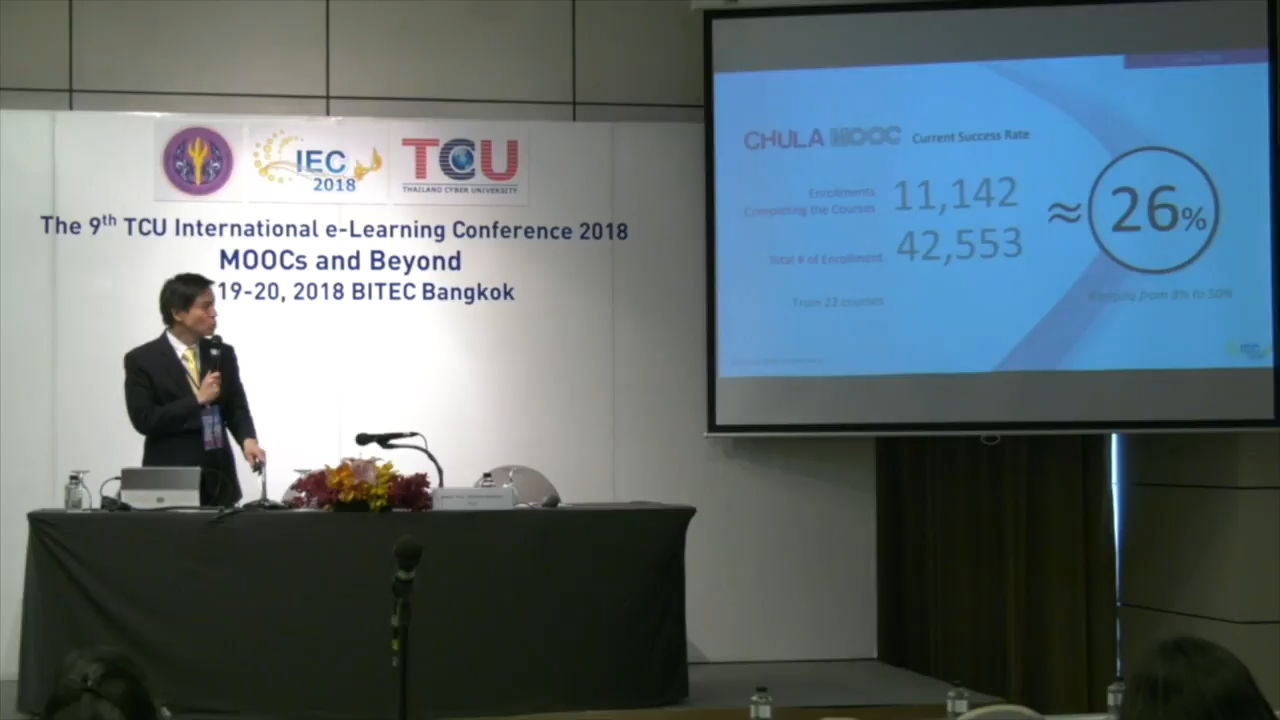 IEC
2018
TCU
THAILAND CYBER UNIVERSITY
The 9th TCU International e-Learning Conference 2018
MOOCs and Beyond
19-20, 2018 BITEC Bangkok
CHULA MOOC Current Success Rate
Enrollments
Completing the Courses
11,142
Total # of Enrollment
42,553
≈ 26%
From 23 courses
Ranging from 8% to 50%